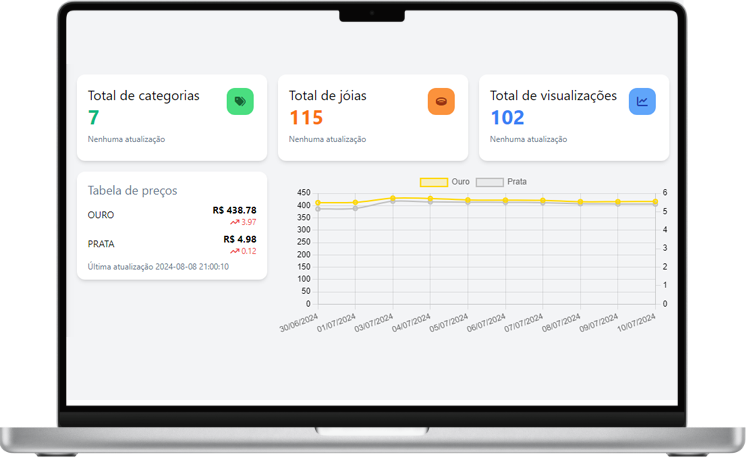 Total de categorias
7
Nenhuma atualização
Total de jóias
115
Nenhuma atualização
Total de visualizações
102
Nenhuma atualização
Tabela de preços
OURO
R$ 438.78
3.97
PRATA
R$ 4.98
0.12
Última atualização 2024-08-08 21:00:10
Ouro
Prata
450
400
350
300
250
200
150
100
50
0
6
5
4
3
2
1
0
30/06/2024
01/07/2024
03/07/2024
04/07/2024
05/07/2024
06/07/2024
07/07/2024
08/07/2024
09/07/2024
10/07/2024